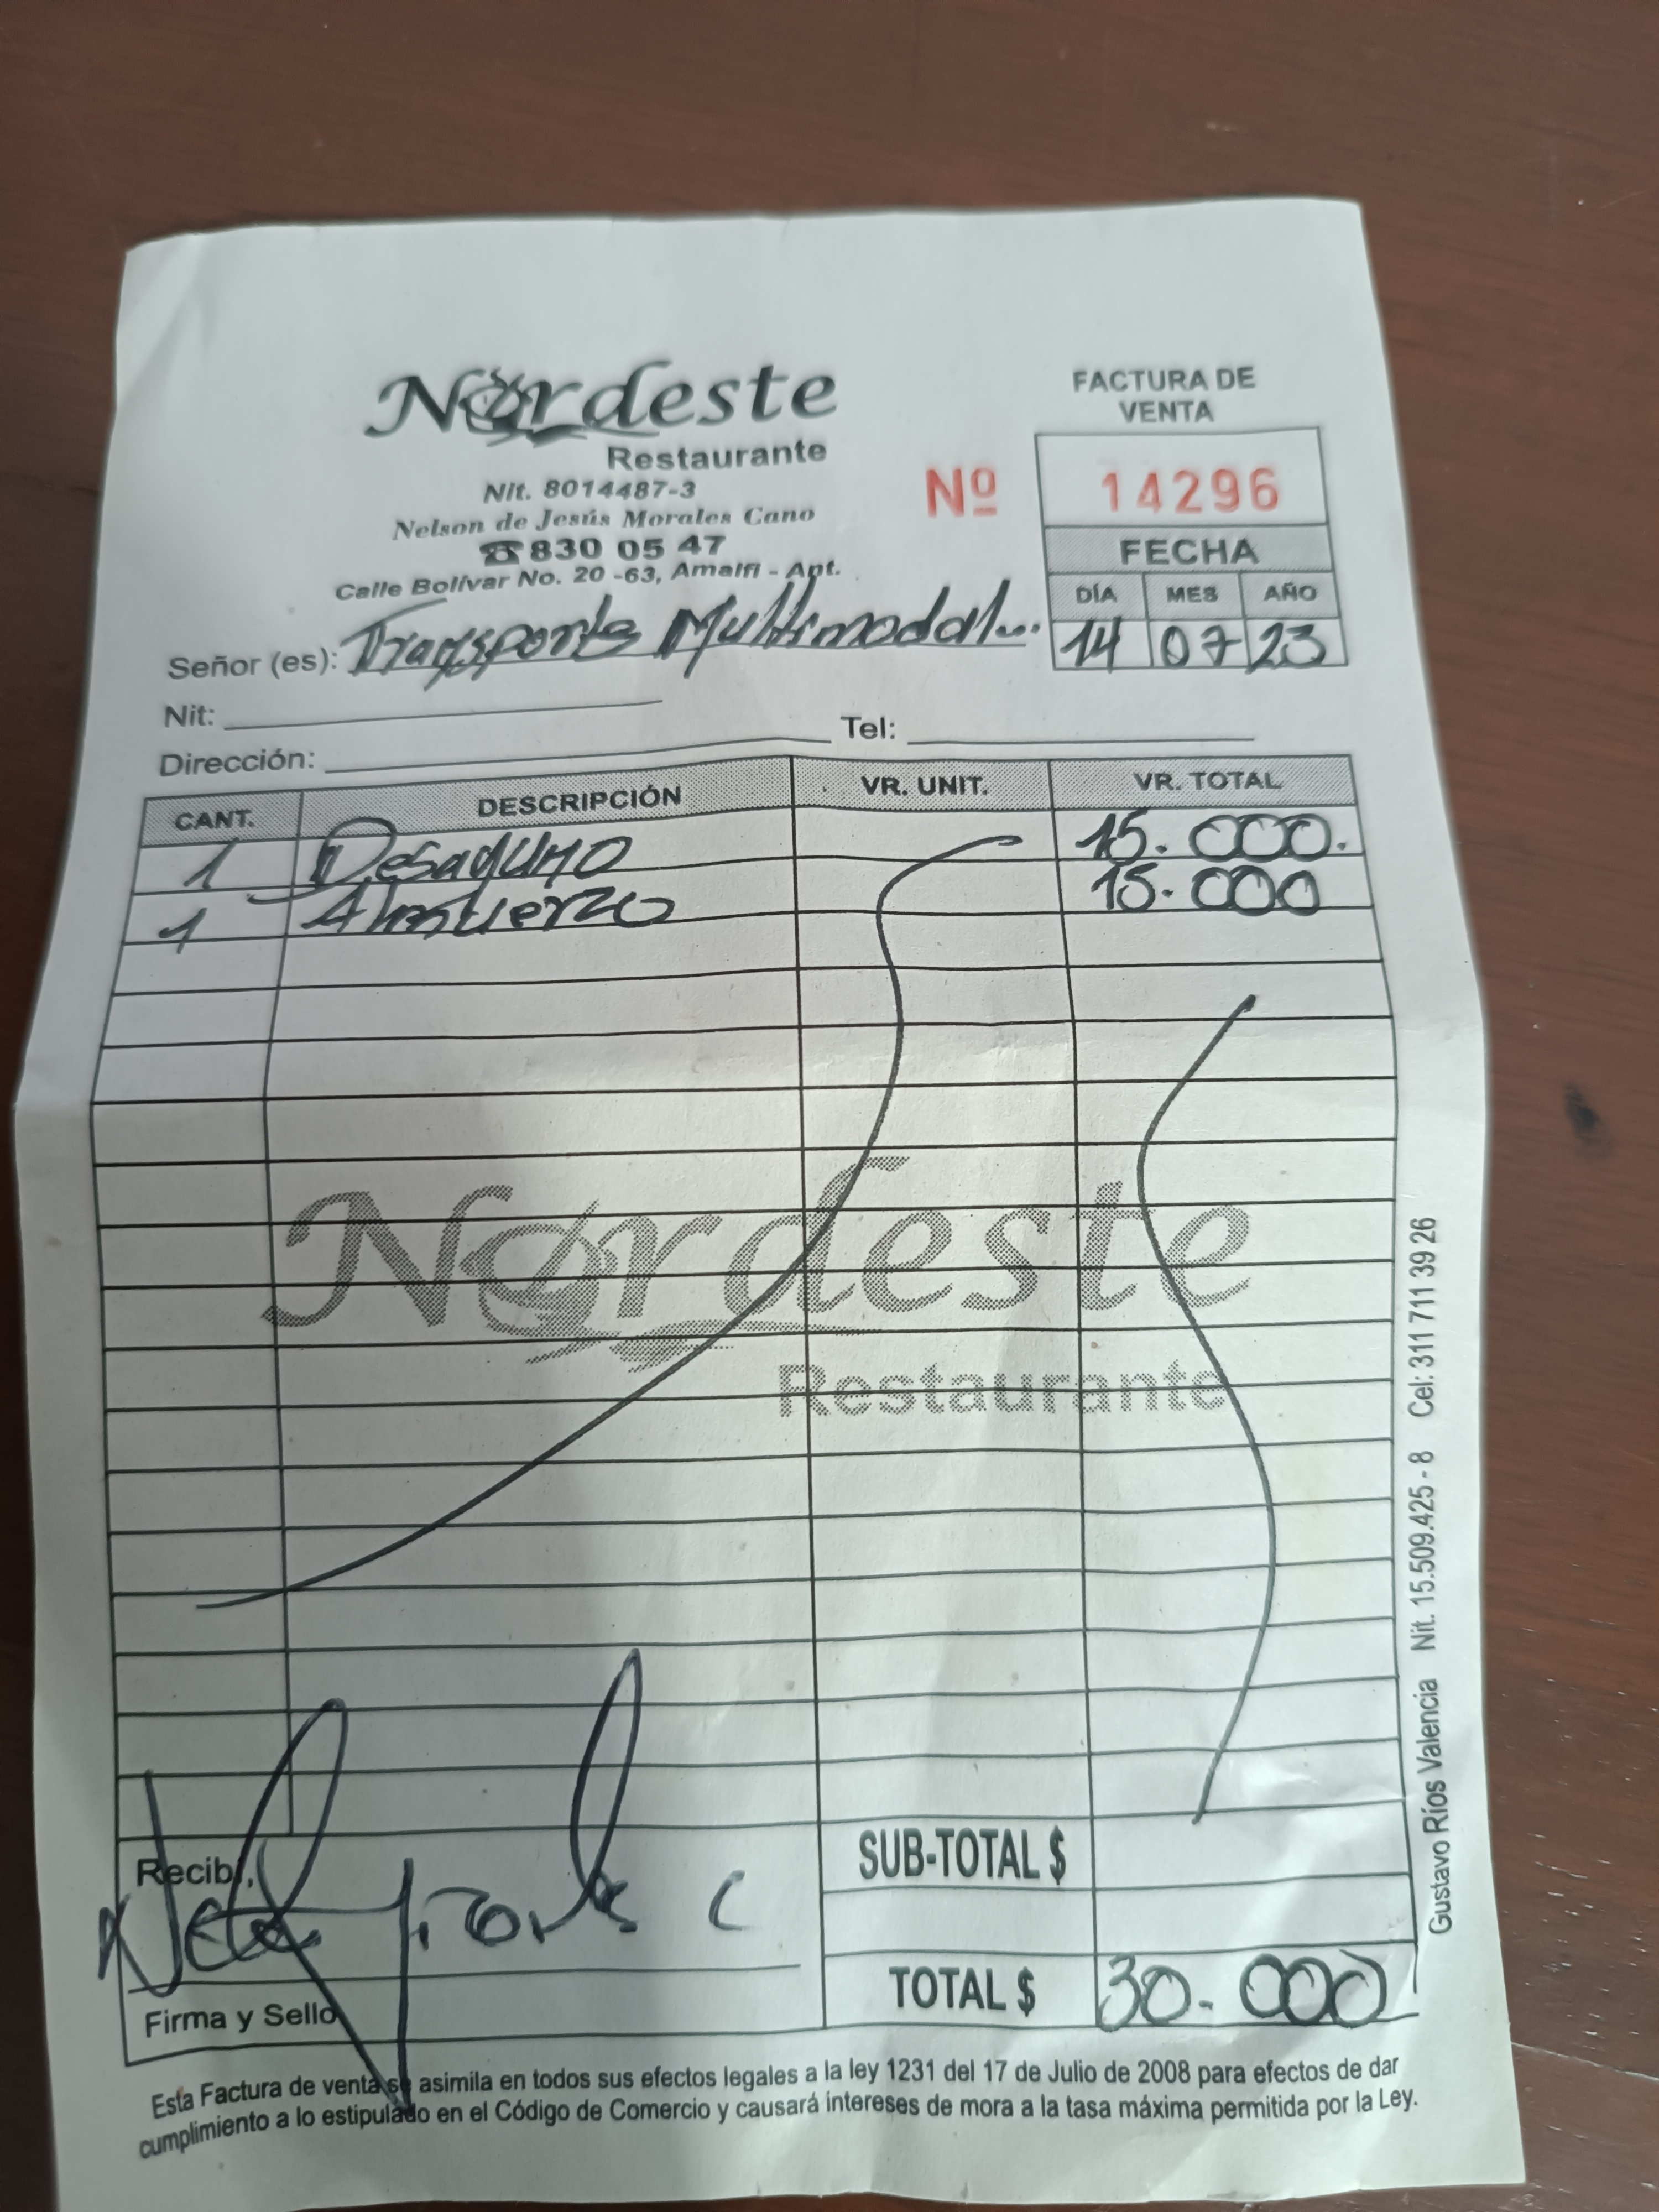 Nordeste
Restaurante
Nit. 8014487-3
Nelson de Jesús Morales Cano
☎ 830 05 47
Calle Bolívar No. 20 -63, Amalfi - Ant.
FACTURA DE
VENTA
Nº 14296
FECHA
DÍA MES AÑO
14 07 23
Señor (es): Transporte Multimodal...
Nit:
Dirección: Tel:
CANT. DESCRIPCIÓN VR. UNIT. VR. TOTAL
1 Desayuno 15.000.
1 Almuerzo 15.000
Nordeste
Restaurante
SUB-TOTAL $
Recibí,
TOTAL $ 30.000
Firma y Sello
Esta Factura de venta se asimila en todos sus efectos legales a la ley 1231 del 17 de Julio de 2008 para efectos de dar
cumplimiento a lo estipulado en el Código de Comercio y causará intereses de mora a la tasa máxima permitida por la Ley.
Gustavo Ríos Valencia Nit. 15.509.425 - 8 Cel: 311 711 39 26